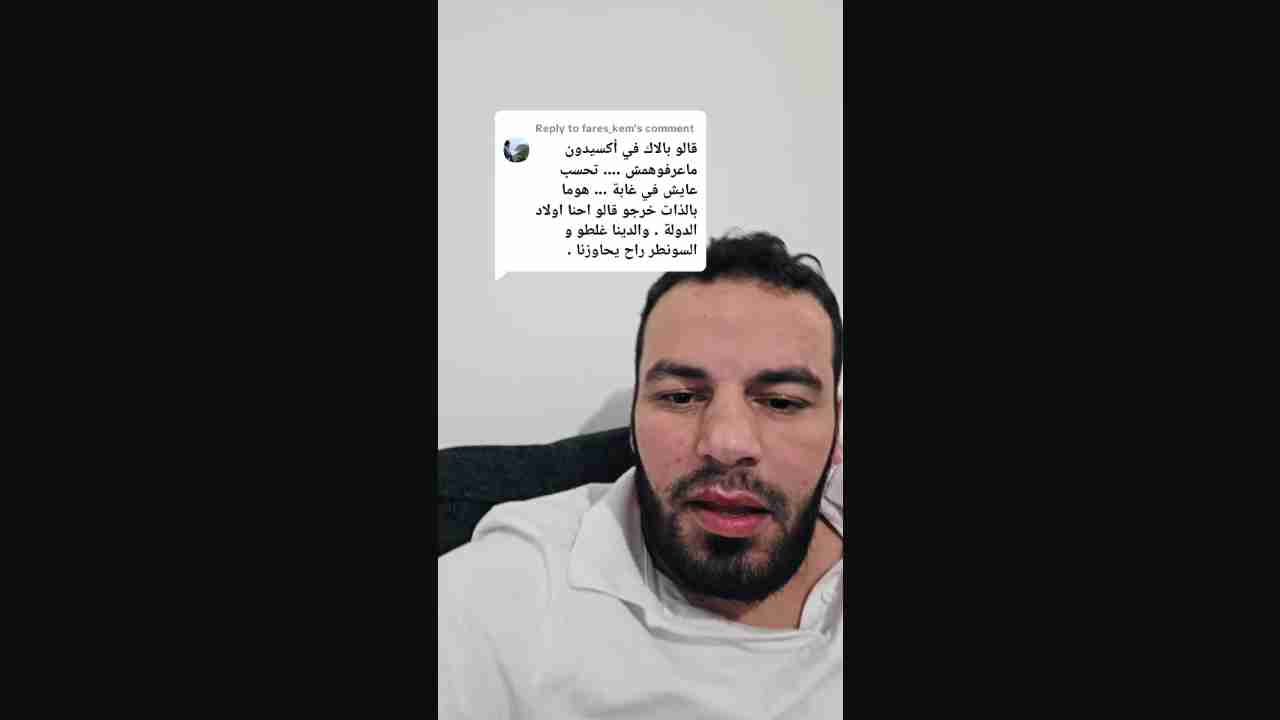 Reply to fares_kem's comment
قالو بالاك في أكسيدون
ماعرفوهمش .... تحسب
عايش في غابة ... هوما
بالذات خرجو قالو احنا اولاد
الدولة . والدينا غلطو و
السونطر راح يحاوزنا .